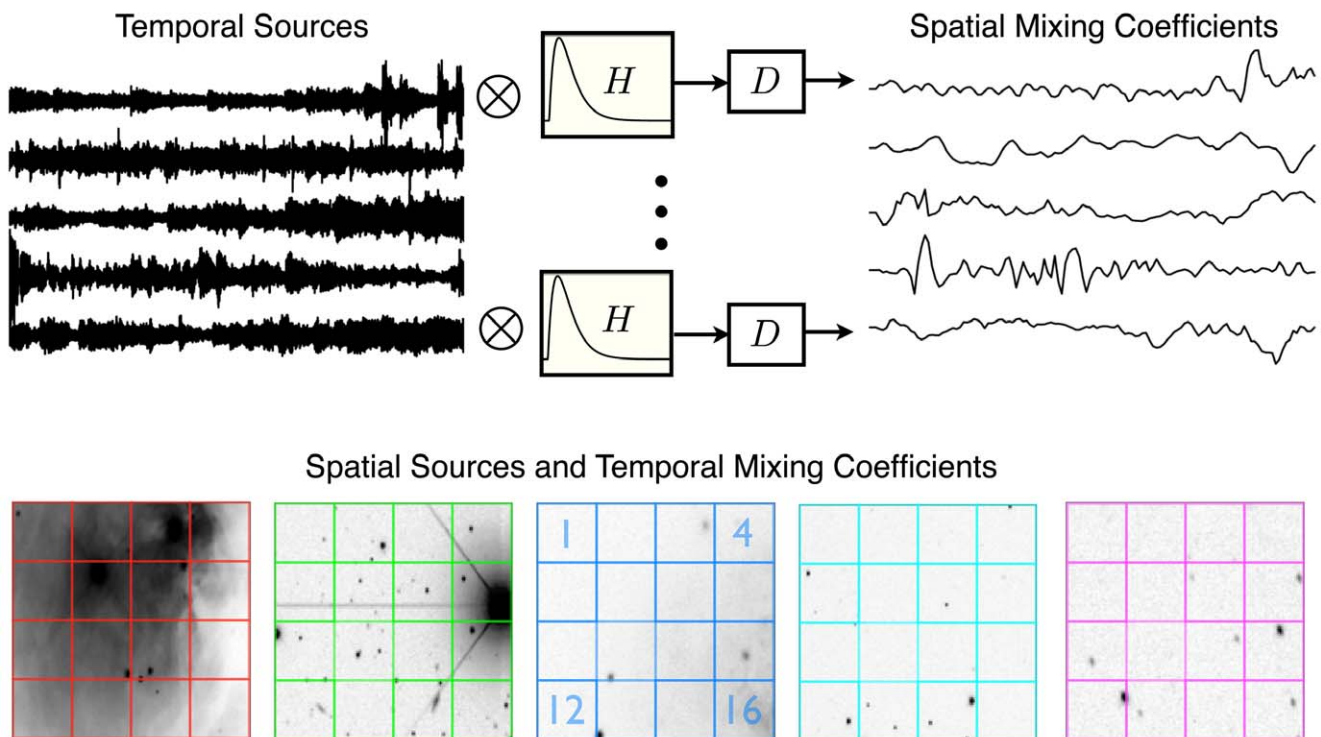 Temporal Sources
Spatial Mixing Coefficients
H
D
H
D
Spatial Sources and Temporal Mixing Coefficients
1
4
12
16